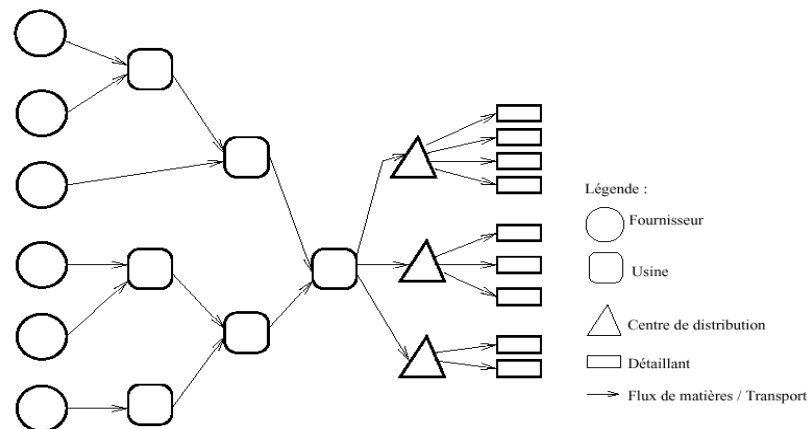 Légende :
Fournisseur
Usine
Centre de distribution
Détaillant
Flux de matières / Transport